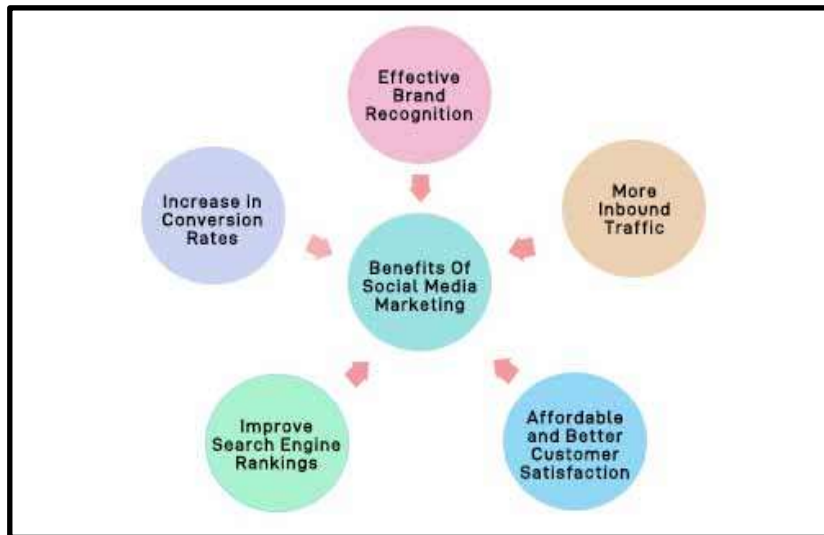 Effective
Brand
Recognition
Increase in
Conversion
Rates
More
Inbound
Traffic
Benefits Of
Social Media
Marketing
Improve
Search Engine
Rankings
Affordable
and Better
Customer
Satisfaction